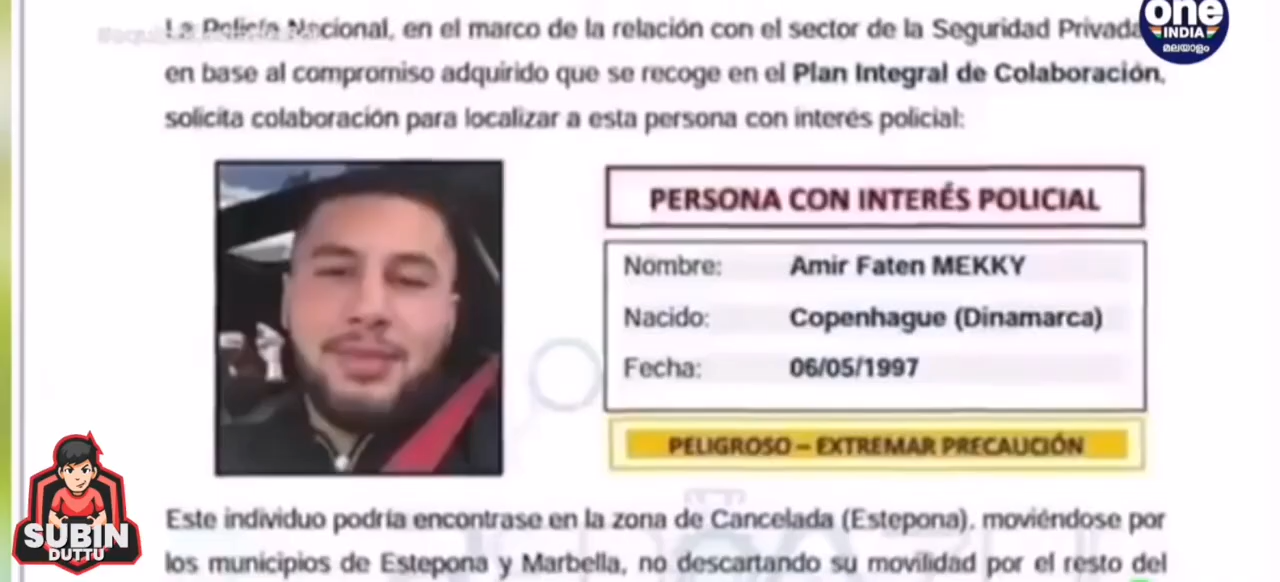 La Policía Nacional, en el marco de la relación con el sector de la Seguridad Privada
en base al compromiso adquirido que se recoge en el Plan Integral de Colaboración,
solicita colaboración para localizar a esta persona con interés policial:
one
INDIA
മലയാളം
PERSONA CON INTERÉS POLICIAL
Nombre: Amir Faten MEKKY
Nacido: Copenhague (Dinamarca)
Fecha: 06/05/1997
PELIGROSO – EXTREMAR PRECAUCIÓN
Este individuo podría encontrase en la zona de Cancelada (Estepona), moviéndose por
los municipios de Estepona y Marbella, no descartando su movilidad por el resto del
SUBIN
DUTTU